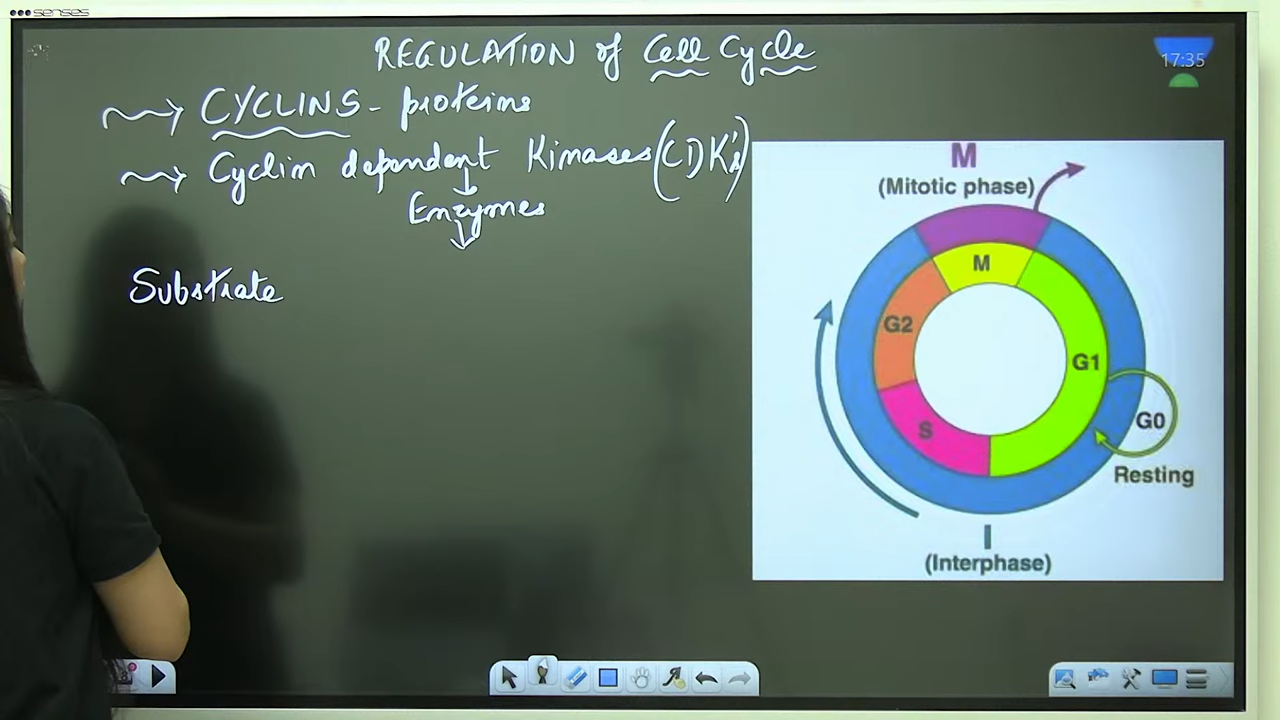 senses
REGULATION of Cell Cycle
17:35
CYCLINS - proteins
Cyclin dependent Kinases (CDK's)
Enzymes
Substrate
M
(Mitotic phase)
M
G2
G1
S
G0
Resting
I
(Interphase)